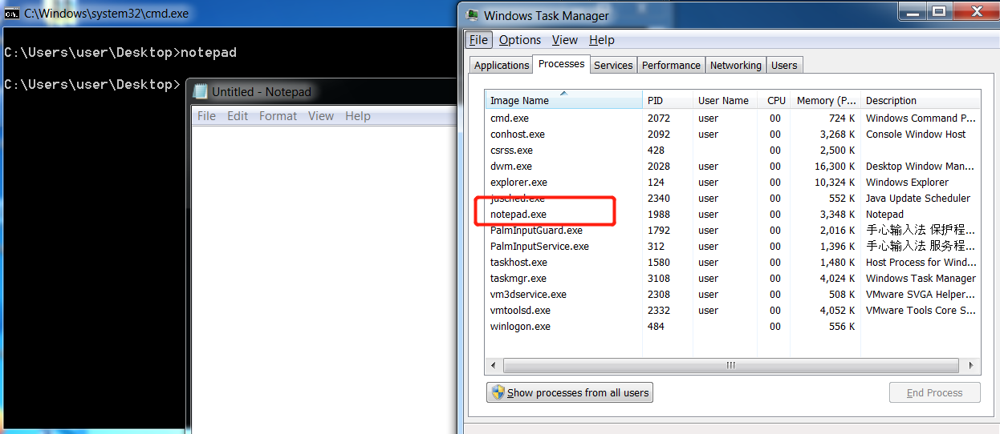 C:\Windows\system32\cmd.exe
C:\Users\user\Desktop>notepad
C:\Users\user\Desktop>
Untitled - Notepad
File Edit Format View Help
Windows Task Manager
File Options View Help
Applications Processes Services Performance Networking Users
Image Name PID User Name CPU Memory (P... Description
cmd.exe 2072 user 00 724 K Windows Command P...
conhost.exe 2092 user 00 3,268 K Console Window Host
csrss.exe 428 00 2,500 K
dwm.exe 2028 user 00 16,300 K Desktop Window Man...
explorer.exe 124 user 00 10,324 K Windows Explorer
jusched.exe 2340 user 00 552 K Java Update Scheduler
notepad.exe 1988 user 00 3,348 K Notepad
PalmInputGuard.exe 1792 user 00 2,016 K 手心输入法 保护程...
PalmInputService.exe 312 user 00 1,396 K 手心输入法 服务程...
taskhost.exe 1580 user 00 1,480 K Host Process for Wind...
taskmgr.exe 3108 user 00 4,024 K Windows Task Manager
vm3dservice.exe 2308 user 00 508 K VMware SVGA Helper...
vmtoolsd.exe 2332 user 00 4,052 K VMware Tools Core S...
winlogon.exe 484 00 556 K
Show processes from all users
End Process